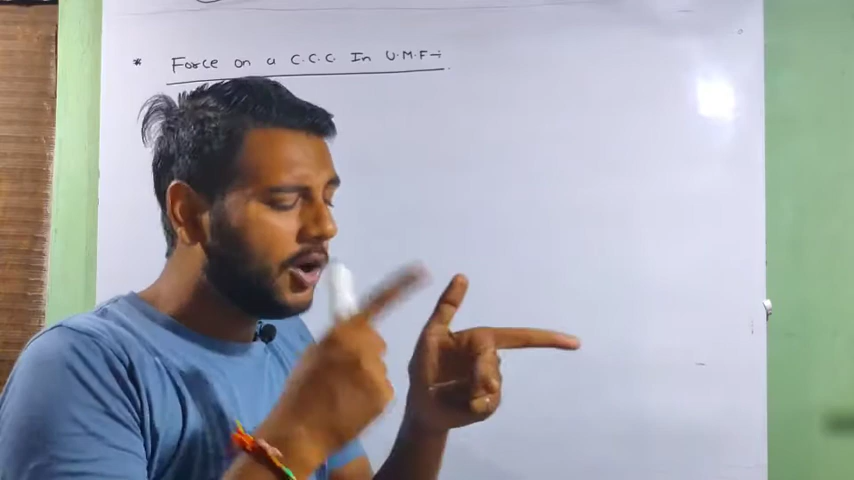 * Force on a C.C.C. In U.M.F→